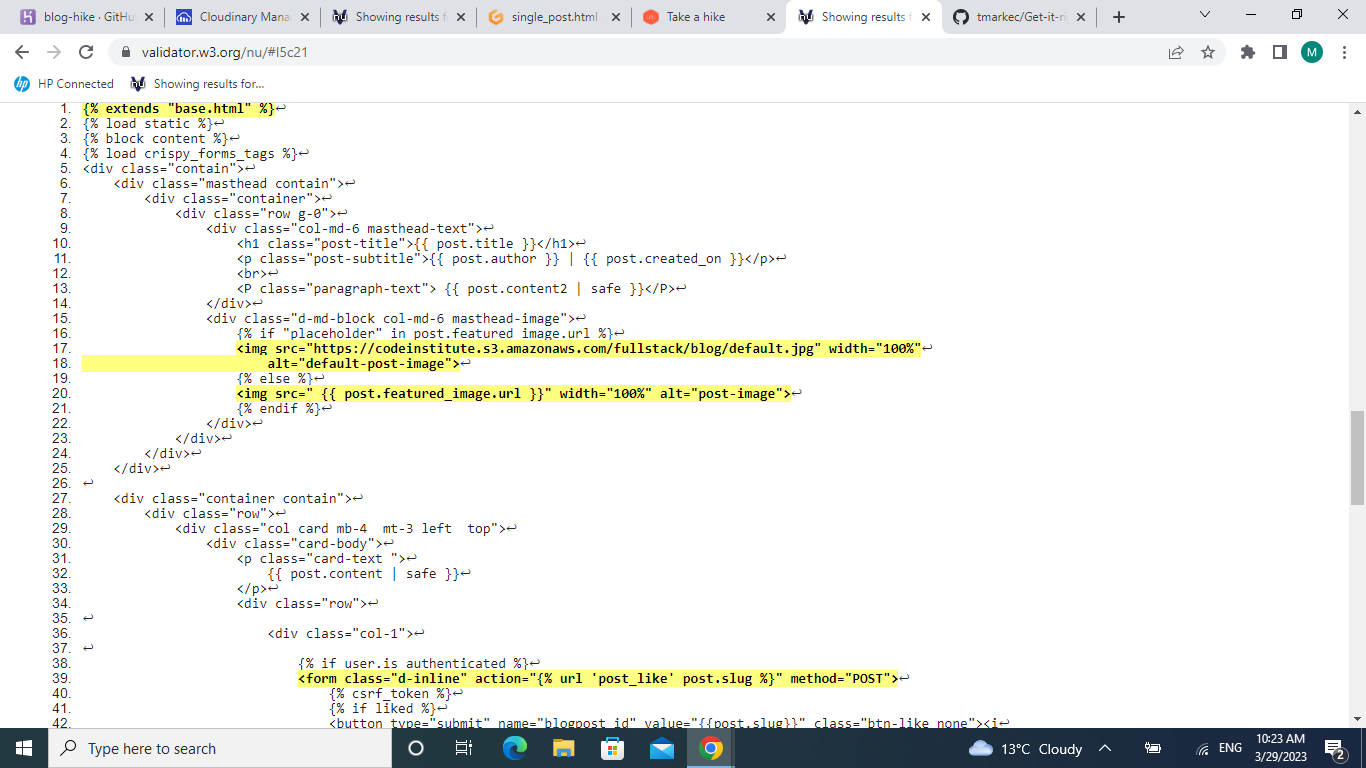 blog-hike · GitHu
Cloudinary Mana
Showing results f
single_post.html
Take a hike
Showing results f
tmarkec/Get-it-ri
validator.w3.org/nu/#l5c21
M
HP Connected
Showing results for...
1. {% extends "base.html" %}↩
2. {% load static %}↩
3. {% block content %}↩
4. {% load crispy_forms_tags %}↩
5. <div class="contain">↩
6. <div class="masthead contain">↩
7. <div class="container">↩
8. <div class="row g-0">↩
9. <div class="col-md-6 masthead-text">↩
10. <h1 class="post-title">{{ post.title }}</h1>↩
11. <p class="post-subtitle">{{ post.author }} | {{ post.created_on }}</p>↩
12. <br>↩
13. <P class="paragraph-text"> {{ post.content2 | safe }}</P>↩
14. </div>↩
15. <div class="d-md-block col-md-6 masthead-image">↩
16. {% if "placeholder" in post.featured_image.url %}↩
17. <img src="https://codeinstitute.s3.amazonaws.com/fullstack/blog/default.jpg" width="100%"↩
18. alt="default-post-image">↩
19. {% else %}↩
20. <img src=" {{ post.featured_image.url }}" width="100%" alt="post-image">↩
21. {% endif %}↩
22. </div>↩
23. </div>↩
24. </div>↩
25. </div>↩
26. ↩
27. <div class="container contain">↩
28. <div class="row">↩
29. <div class="col card mb-4  mt-3 left  top">↩
30. <div class="card-body">↩
31. <p class="card-text ">↩
32. {{ post.content | safe }}↩
33. </p>↩
34. <div class="row">↩
35. ↩
36. <div class="col-1">↩
37. ↩
38. {% if user.is_authenticated %}↩
39. <form class="d-inline" action="{% url 'post_like' post.slug %}" method="POST">↩
40. {% csrf_token %}↩
41. {% if liked %}↩
42. <button type="submit" name="blogpost_id" value="{{post.slug}}" class="btn-like none"><i↩
Type here to search
13°C Cloudy
ENG
10:23 AM
3/29/2023
2